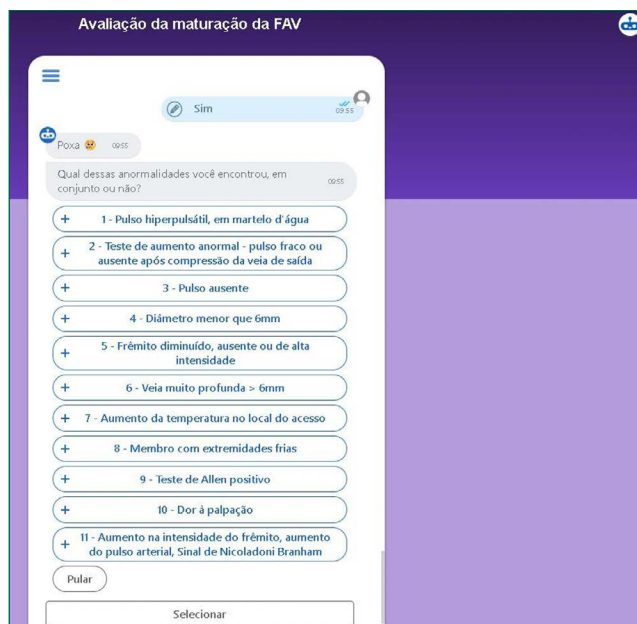 Avaliação da maturação da FAV
Sim
09:55
Poxa 😢 09:55
Qual dessas anormalidades você encontrou, em
conjunto ou não?
09:55
+ 1 - Pulso hiperpulsátil, em martelo d'água
+ 2 - Teste de aumento anormal - pulso fraco ou
ausente após compressão da veia de saída
+ 3 - Pulso ausente
+ 4 - Diâmetro menor que 6mm
+ 5 - Frêmito diminuído, ausente ou de alta
intensidade
+ 6 - Veia muito profunda > 6mm
+ 7 - Aumento da temperatura no local do acesso
+ 8 - Membro com extremidades frias
+ 9 - Teste de Allen positivo
+ 10 - Dor à palpação
+ 11 - Aumento na intensidade do frêmito, aumento
do pulso arterial, Sinal de Nicoladoni Branham
Pular
Selecionar